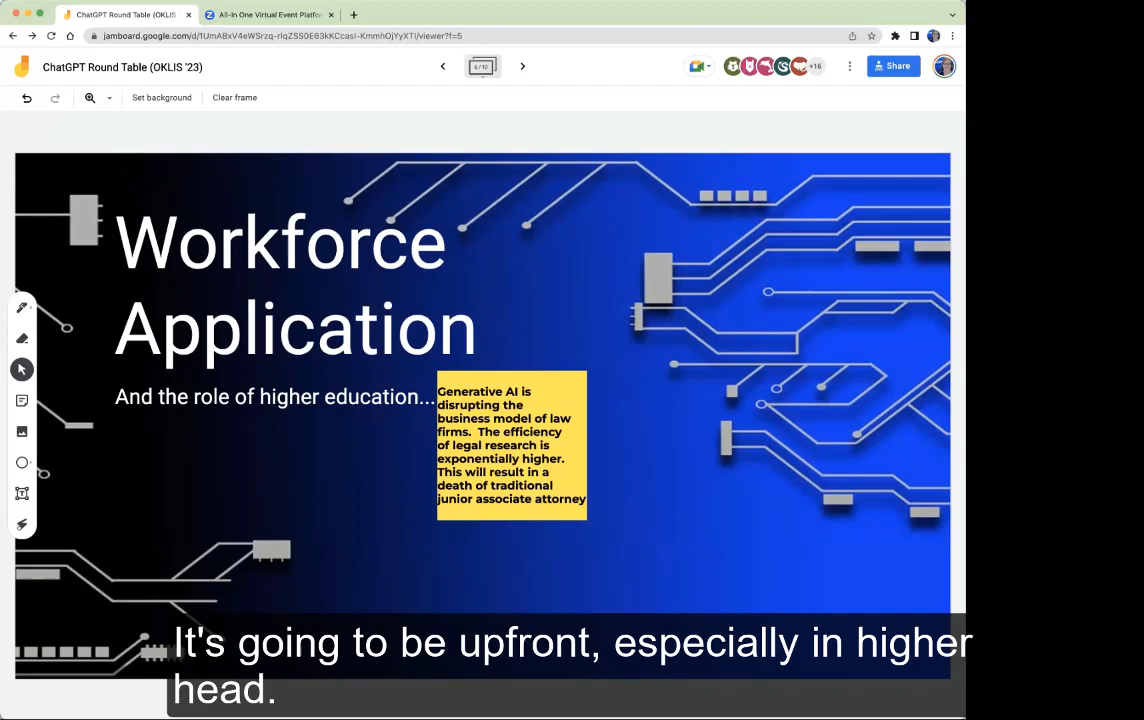 ChatGPT Round Table (OKLIS '
All-In One Virtual Event Platfo
jamboard.google.com/d/1UmABxV4eWSrzq-rIqZSS0E63kKCcasI-KmmhOjYyXTI/viewer?f=5
ChatGPT Round Table (OKLIS '23)
6 / 10
+16
Share
Set background
Clear frame
Workforce
Application
And the role of higher education...
Generative AI is
disrupting the
business model of law
firms. The efficiency
of legal research is
exponentially higher.
This will result in a
death of traditional
junior associate attorney
It's going to be upfront, especially in higher
head.